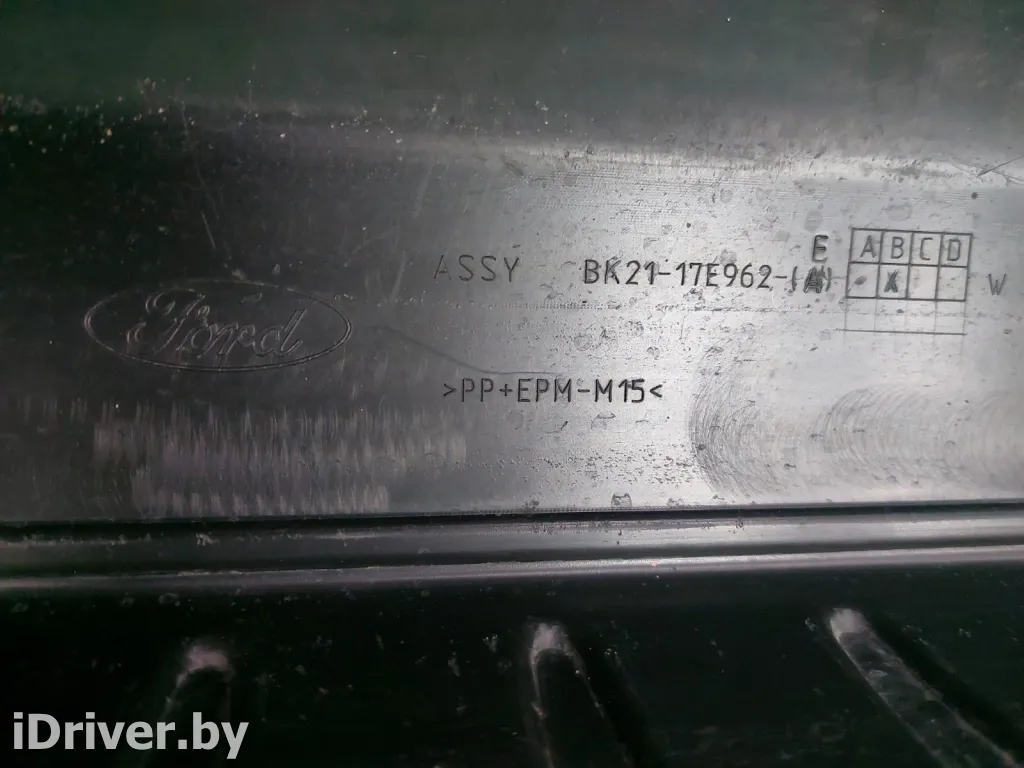 E A B C D
ASSY BK21-17E962-(A) X W
Ford
>PP+EPM-M15<
iDriver.by